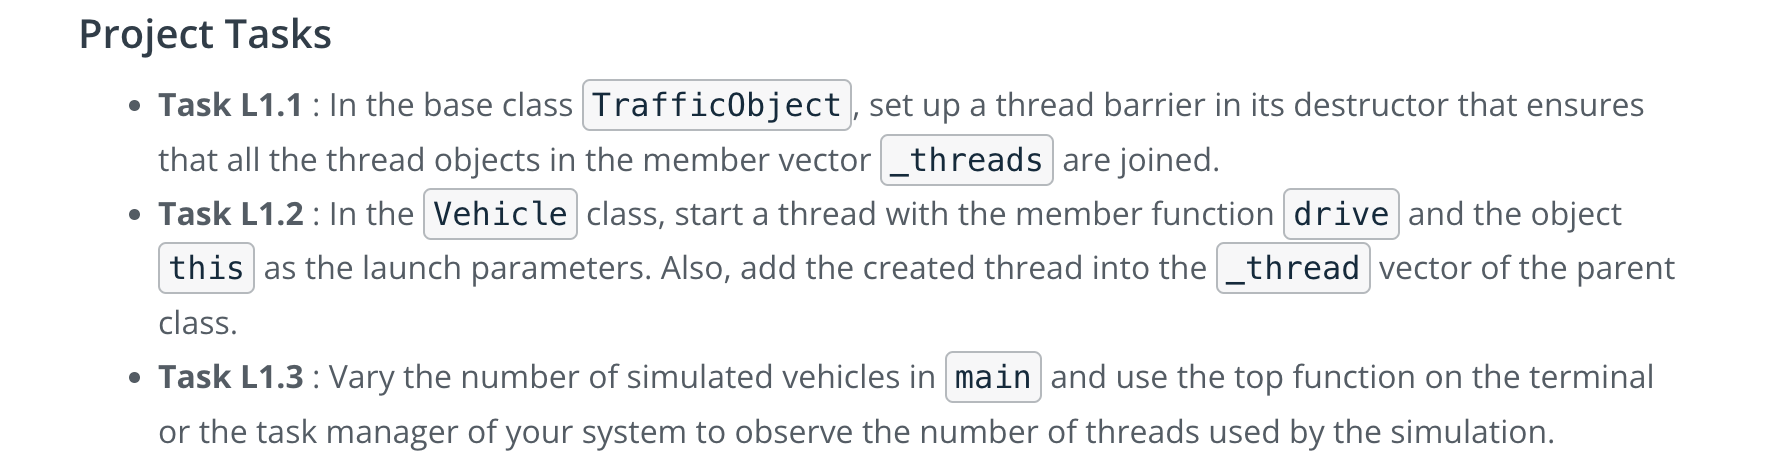 Project Tasks
• Task L1.1 : In the base class TrafficObject, set up a thread barrier in its destructor that ensures
that all the thread objects in the member vector _threads are joined.
• Task L1.2 : In the Vehicle class, start a thread with the member function drive and the object
this as the launch parameters. Also, add the created thread into the _thread vector of the parent
class.
• Task L1.3 : Vary the number of simulated vehicles in main and use the top function on the terminal
or the task manager of your system to observe the number of threads used by the simulation.